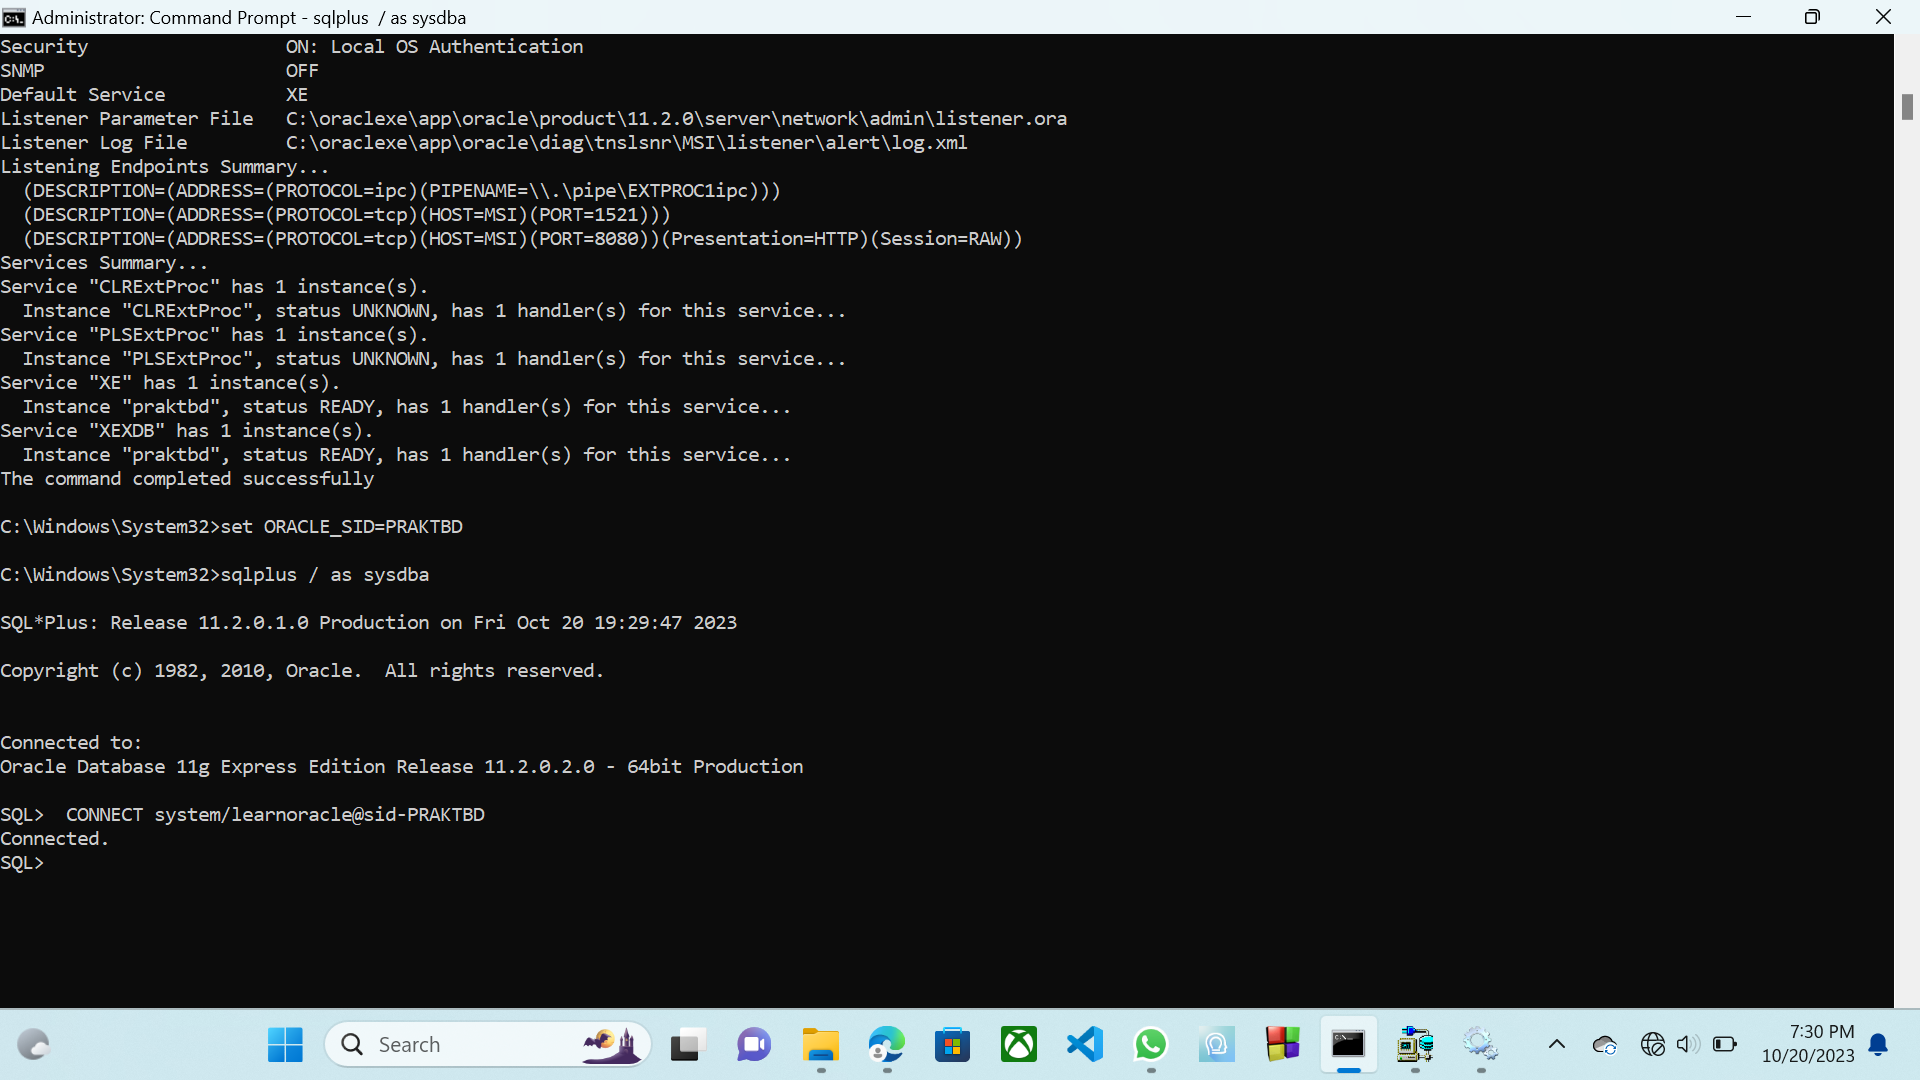 Administrator: Command Prompt - sqlplus  / as sysdba
Security                  ON: Local OS Authentication
SNMP                      OFF
Default Service           XE
Listener Parameter File   C:\oraclexe\app\oracle\product\11.2.0\server\network\admin\listener.ora
Listener Log File         C:\oraclexe\app\oracle\diag\tnslsnr\MSI\listener\alert\log.xml
Listening Endpoints Summary...
  (DESCRIPTION=(ADDRESS=(PROTOCOL=ipc)(PIPENAME=\\.\pipe\EXTPROC1ipc)))
  (DESCRIPTION=(ADDRESS=(PROTOCOL=tcp)(HOST=MSI)(PORT=1521)))
  (DESCRIPTION=(ADDRESS=(PROTOCOL=tcp)(HOST=MSI)(PORT=8080))(Presentation=HTTP)(Session=RAW))
Services Summary...
Service "CLRExtProc" has 1 instance(s).
  Instance "CLRExtProc", status UNKNOWN, has 1 handler(s) for this service...
Service "PLSExtProc" has 1 instance(s).
  Instance "PLSExtProc", status UNKNOWN, has 1 handler(s) for this service...
Service "XE" has 1 instance(s).
  Instance "praktbd", status READY, has 1 handler(s) for this service...
Service "XEXDB" has 1 instance(s).
  Instance "praktbd", status READY, has 1 handler(s) for this service...
The command completed successfully
C:\Windows\System32>set ORACLE_SID=PRAKTBD
C:\Windows\System32>sqlplus / as sysdba
SQL*Plus: Release 11.2.0.1.0 Production on Fri Oct 20 19:29:47 2023
Copyright (c) 1982, 2010, Oracle.  All rights reserved.
Connected to:
Oracle Database 11g Express Edition Release 11.2.0.2.0 - 64bit Production
SQL>  CONNECT system/learnoracle@sid-PRAKTBD
Connected.
SQL>
Search
7:30 PM
10/20/2023